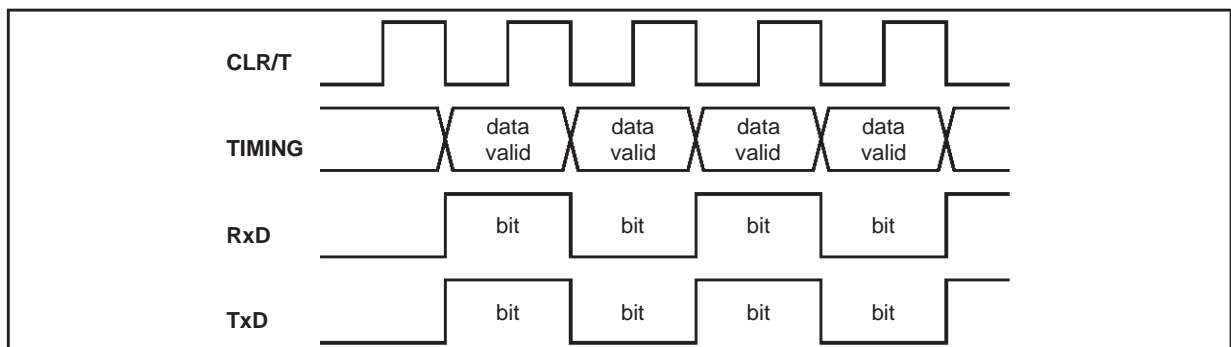 CLR/T
TIMING
data valid data valid data valid data valid
RxD
bit bit bit bit
TxD
bit bit bit bit